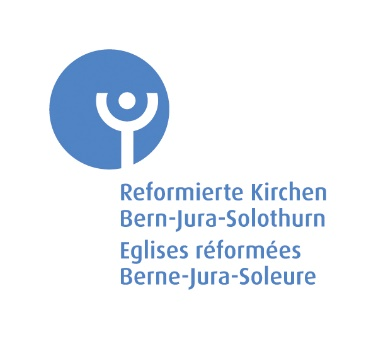 Reformierte Kirchen
Bern-Jura-Solothurn
Eglises réformées
Berne-Jura-Soleure